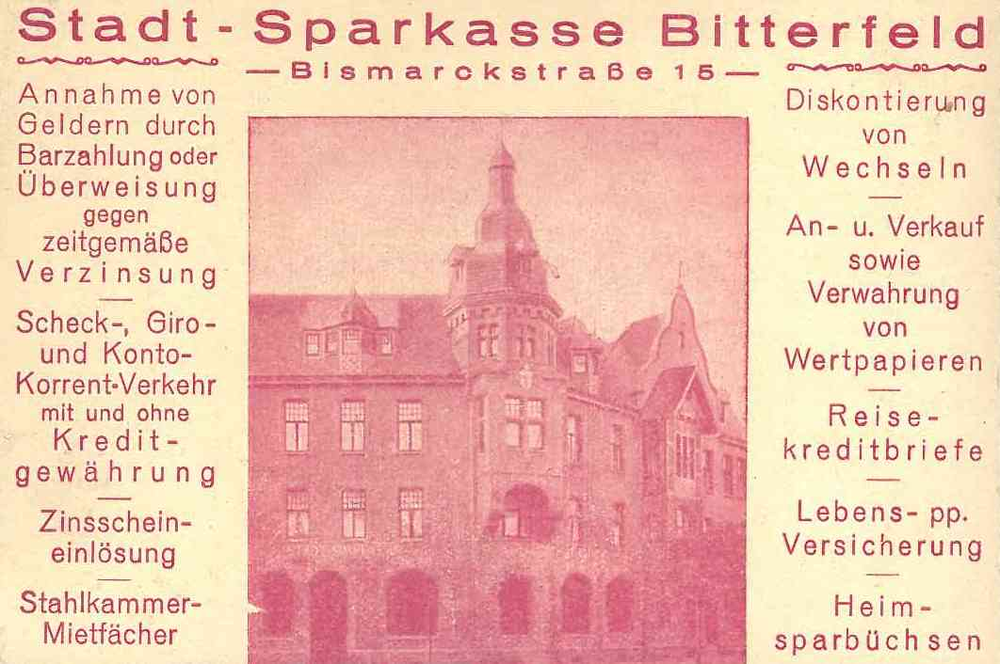 Stadt-Sparkasse Bitterfeld
—Bismarckstraße 15—
Annahme von
Geldern durch
Barzahlung oder
Überweisung
gegen
zeitgemäße
Verzinsung
Scheck-, Giro-
und Konto-
Korrent-Verkehr
mit und ohne
Kredit-
gewährung
Zinsschein-
einlösung
Stahlkammer-
Mietfächer
Diskontierung
von
Wechseln
An- u. Verkauf
sowie
Verwahrung
von
Wertpapieren
Reise-
kreditbriefe
Lebens- pp.
Versicherung
Heim-
sparbüchsen